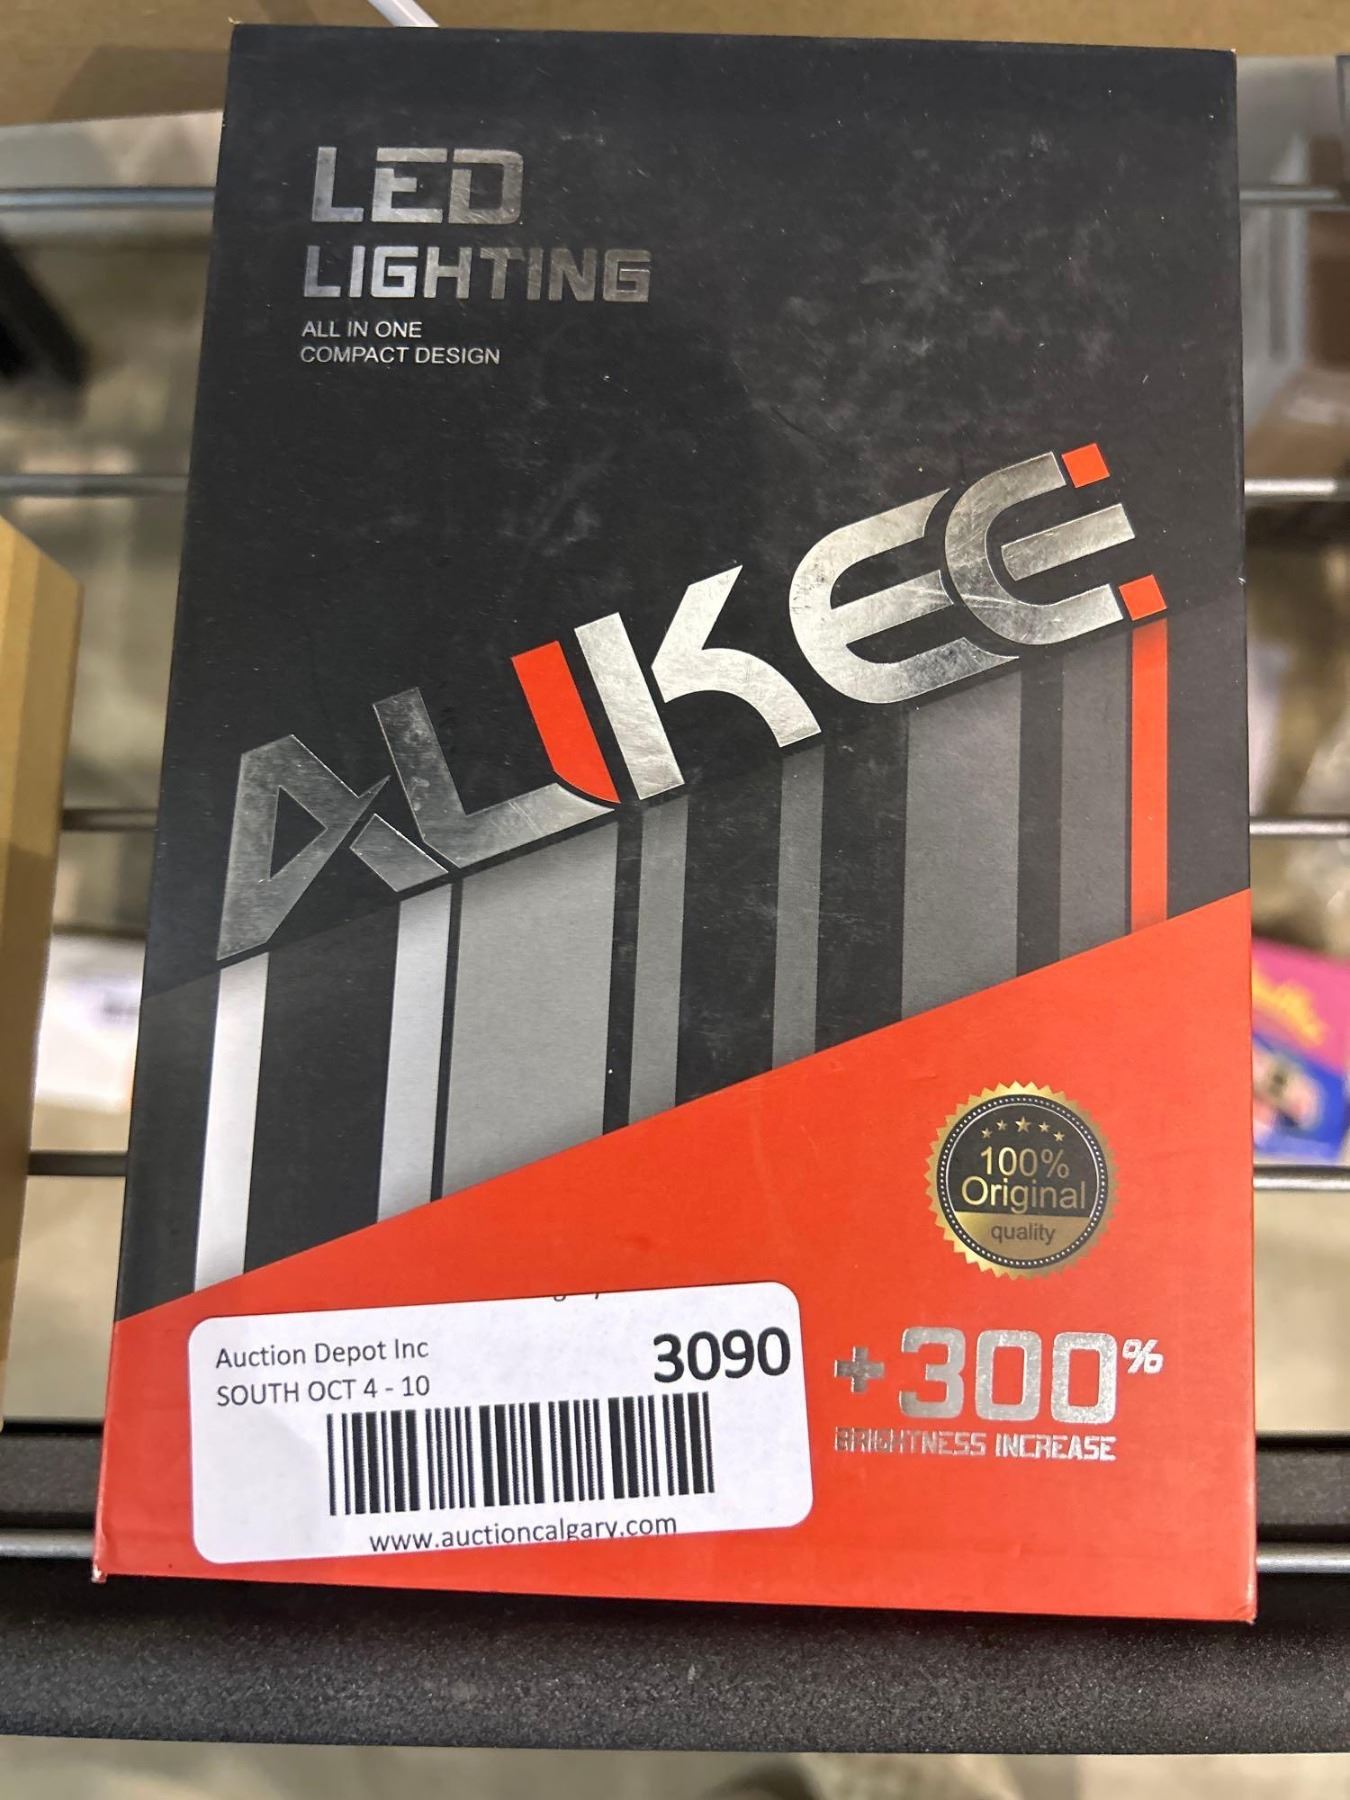 LED
LIGHTING
ALL IN ONE
COMPACT DESIGN
AUKEE
100%
Original
quality
+300%
BRIGHTNESS INCREASE
Auction Depot Inc
3090
SOUTH OCT 4 - 10
www.auctioncalgary.com